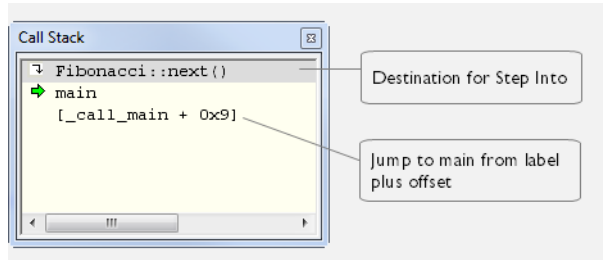 Call Stack
Fibonacci::next()
main
[_call_main + 0x9]
Destination for Step Into
Jump to main from label
plus offset